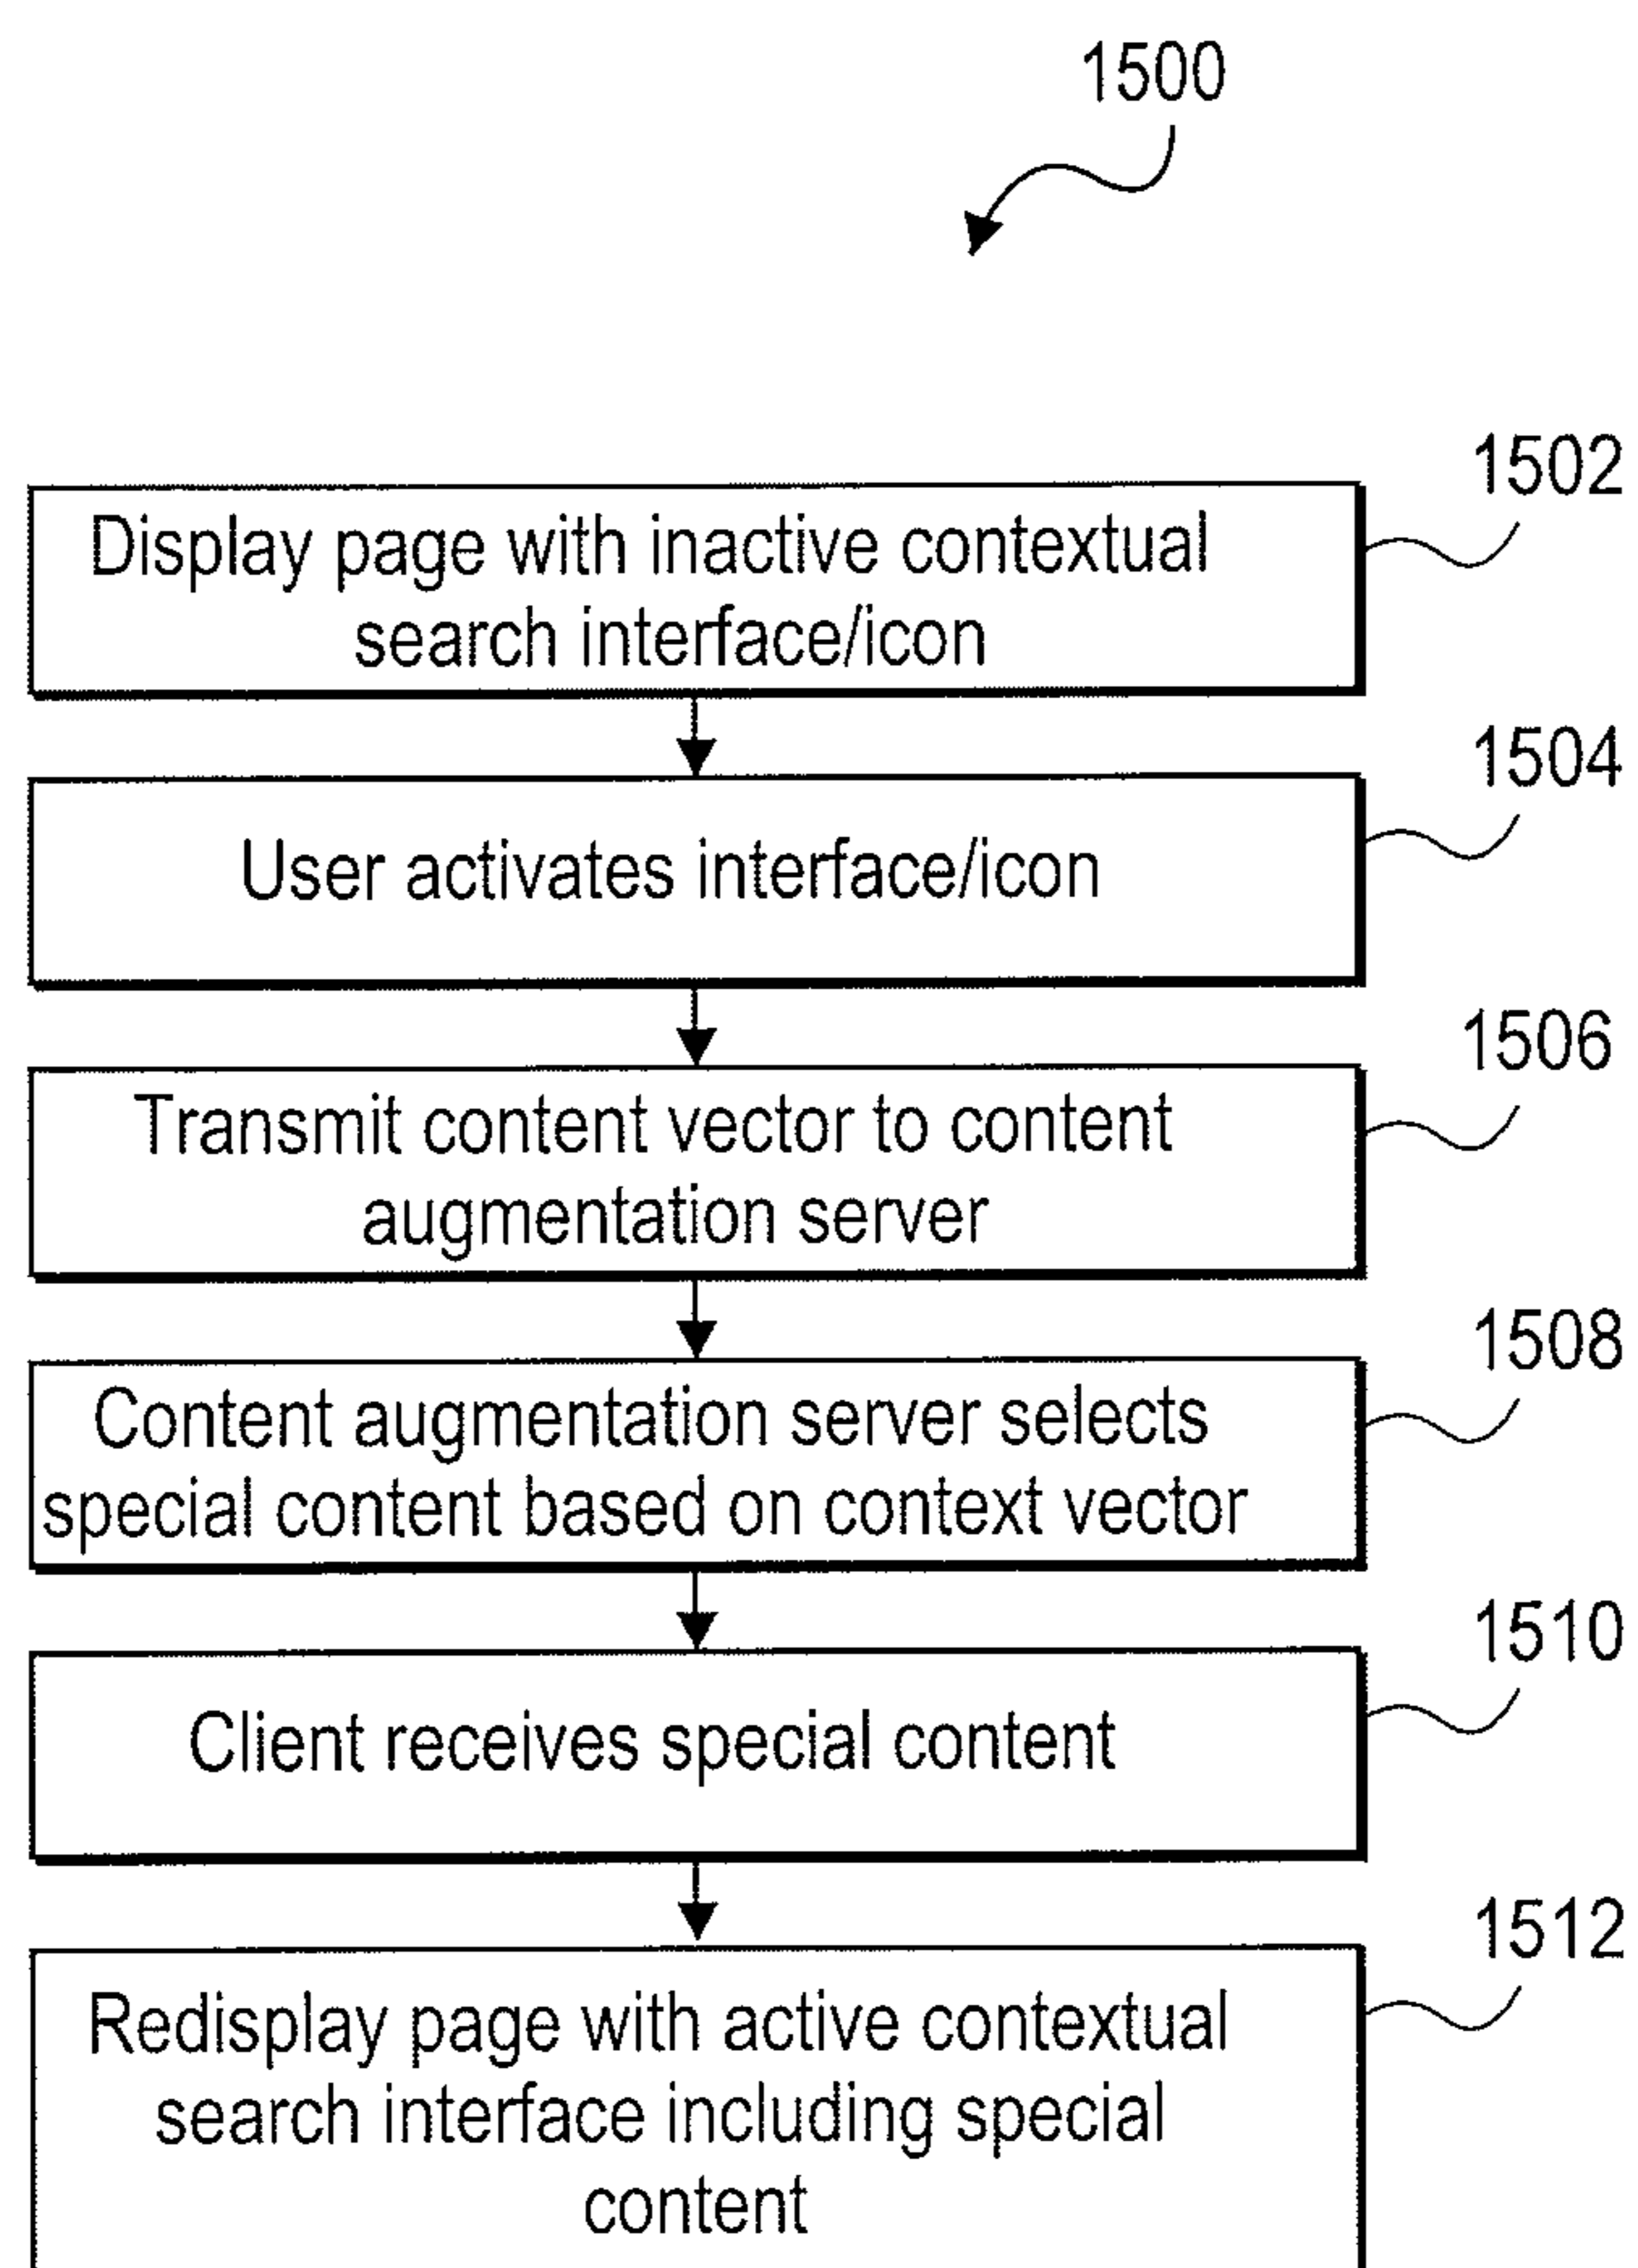 1500
1502
Display page with inactive contextual
search interface/icon
1504
User activates interface/icon
1506
Transmit content vector to content
augmentation server
1508
Content augmentation server selects
special content based on context vector
1510
Client receives special content
1512
Redisplay page with active contextual
search interface including special
content